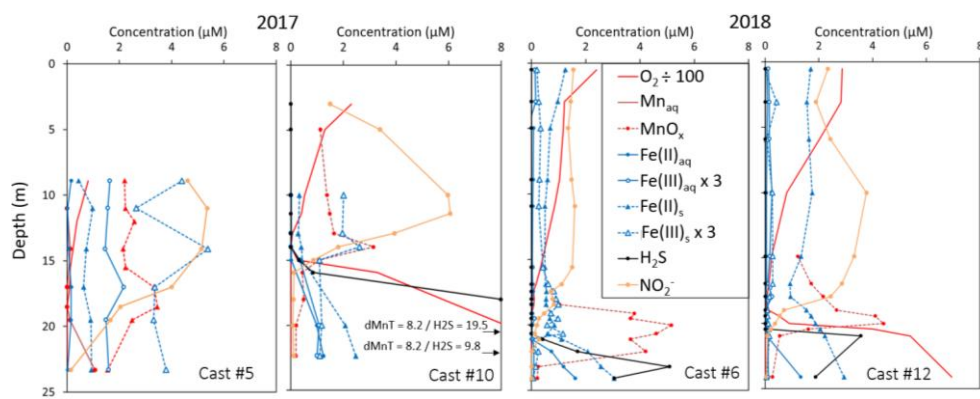 2017
2018
Concentration (μM)
Concentration (μM)
Concentration (μM)
Concentration (μM)
0 2 4 6 8
0 2 4 6 8
0 2 4 6 8
0 2 4 6 8
Depth (m)
0
5
10
15
20
25
O₂ ÷ 100
Mnaq
MnOx
Fe(II)aq
Fe(III)aq x 3
Fe(II)s
Fe(III)s x 3
H₂S
NO₂⁻
dMnT = 8.2 / H2S = 19.5
dMnT = 8.2 / H2S = 9.8
Cast #5
Cast #10
Cast #6
Cast #12